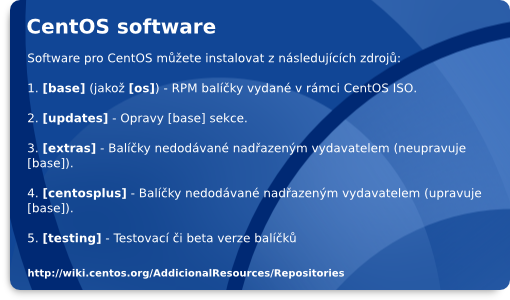 CentOS software
Software pro CentOS můžete instalovat z následujících zdrojů:
1. [base] (jakož [os]) - RPM balíčky vydané v rámci CentOS ISO.
2. [updates] - Opravy [base] sekce.
3. [extras] - Balíčky nedodávané nadřazeným vydavatelem (neupravuje
[base]).
4. [centosplus] - Balíčky nedodávané nadřazeným vydavatelem (upravuje
[base]).
5. [testing] - Testovací či beta verze balíčků
http://wiki.centos.org/AddicionalResources/Repositories